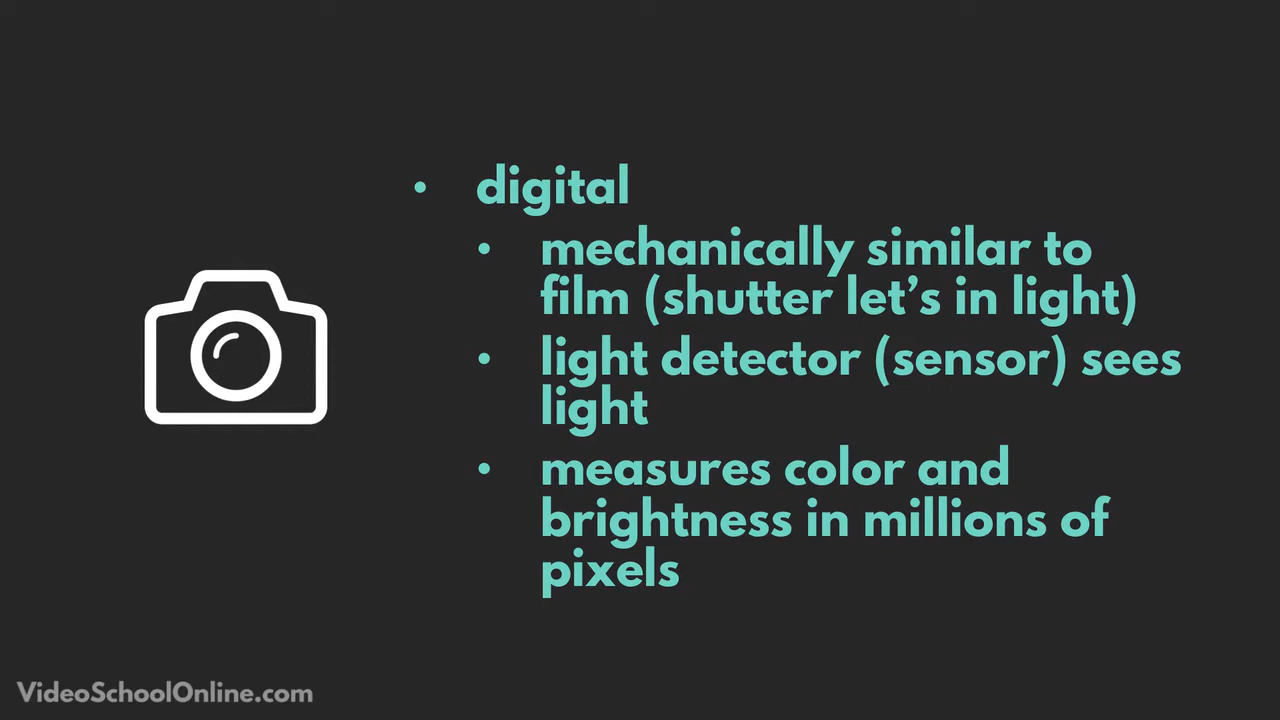 • digital
• mechanically similar to
film (shutter let’s in light)
• light detector (sensor) sees
light
• measures color and
brightness in millions of
pixels
VideoSchoolOnline.com